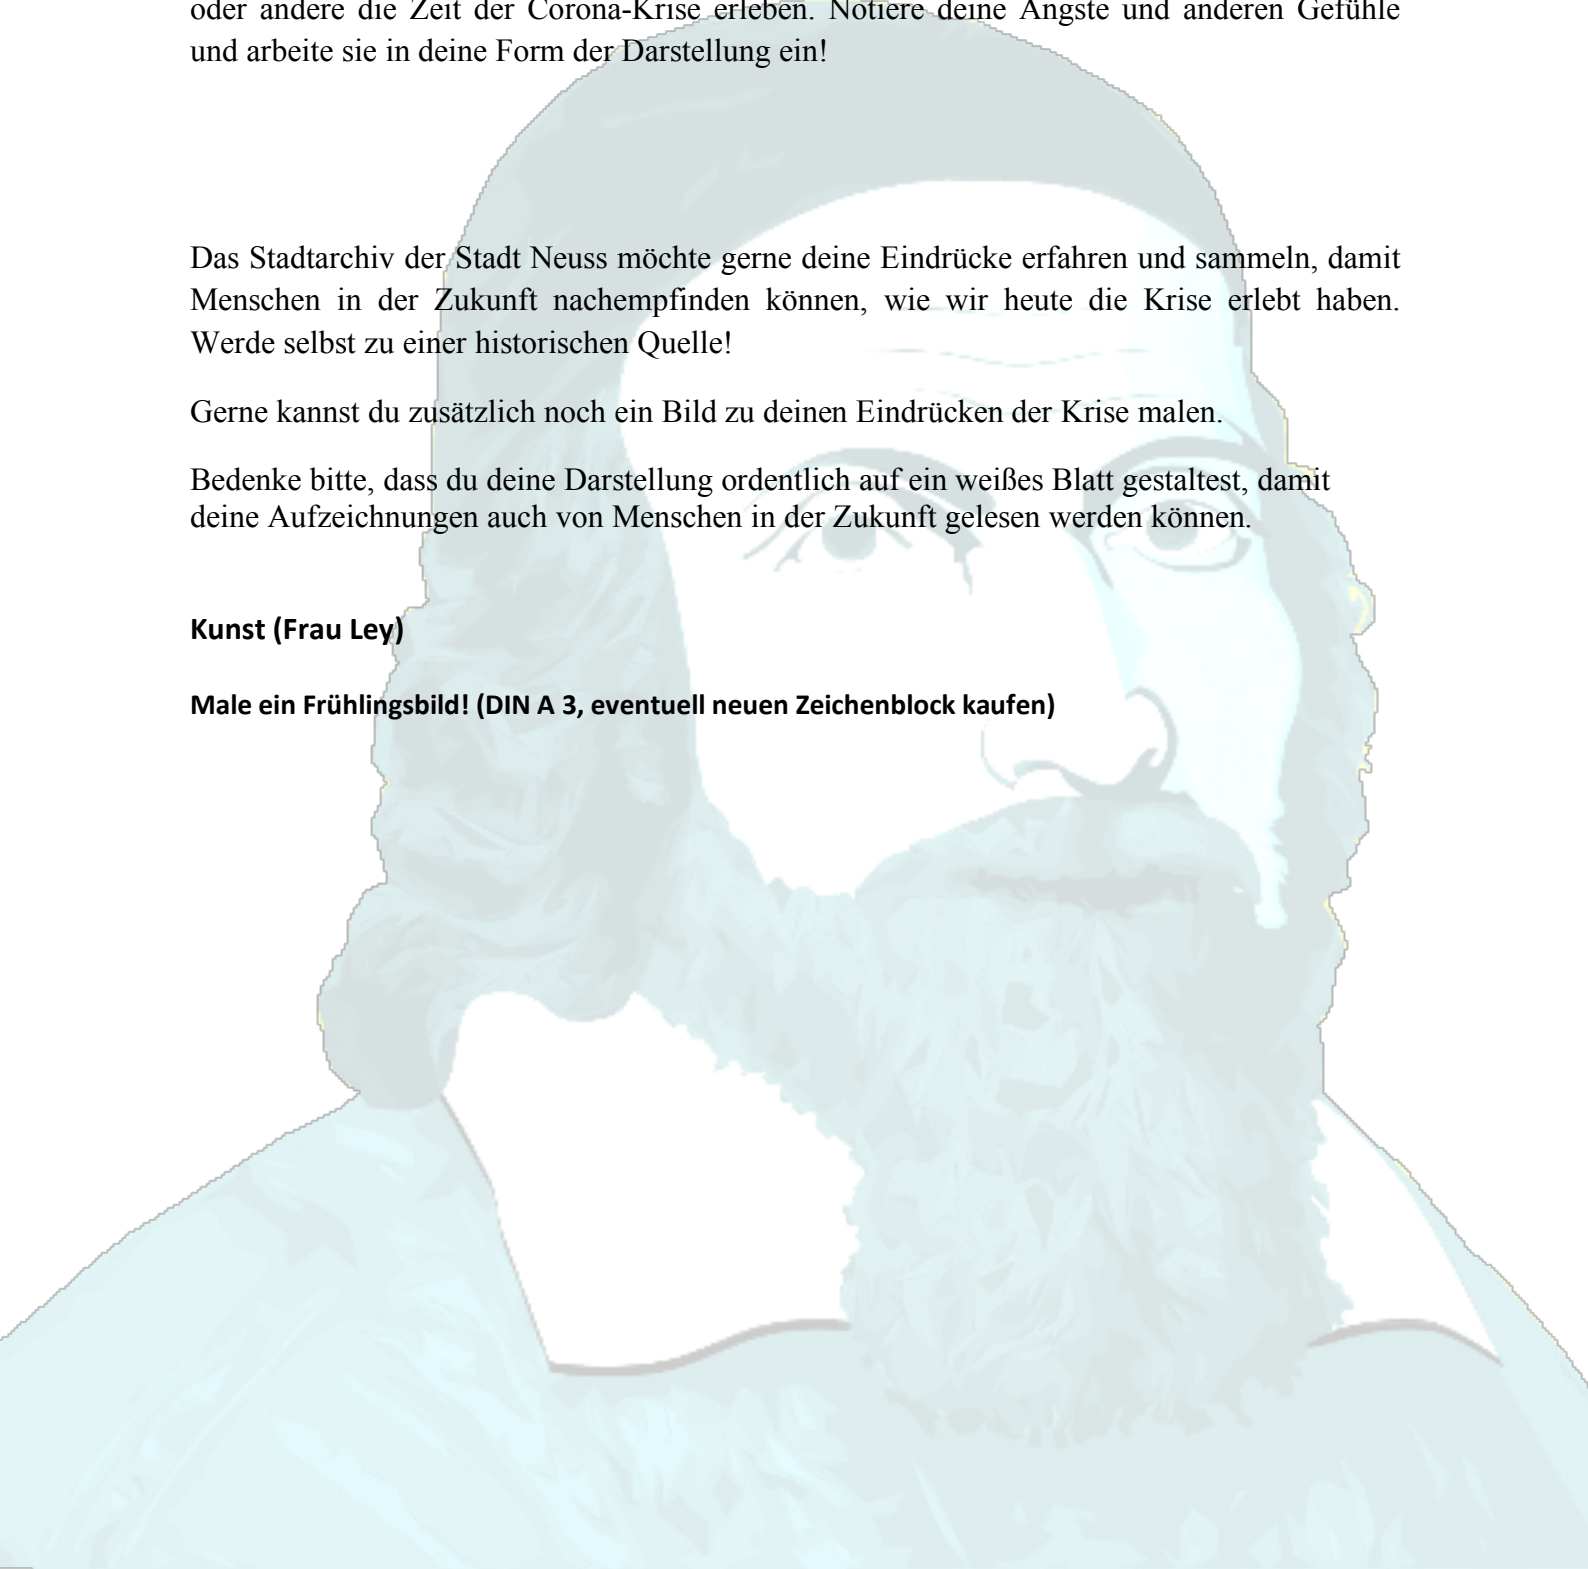 oder andere die Zeit der Corona-Krise erleben. Notiere deine Ängste und anderen Gefühle
und arbeite sie in deine Form der Darstellung ein!
Das Stadtarchiv der Stadt Neuss möchte gerne deine Eindrücke erfahren und sammeln, damit
Menschen in der Zukunft nachempfinden können, wie wir heute die Krise erlebt haben.
Werde selbst zu einer historischen Quelle!
Gerne kannst du zusätzlich noch ein Bild zu deinen Eindrücken der Krise malen.
Bedenke bitte, dass du deine Darstellung ordentlich auf ein weißes Blatt gestaltest, damit
deine Aufzeichnungen auch von Menschen in der Zukunft gelesen werden können.
Kunst (Frau Ley)
Male ein Frühlingsbild! (DIN A 3, eventuell neuen Zeichenblock kaufen)